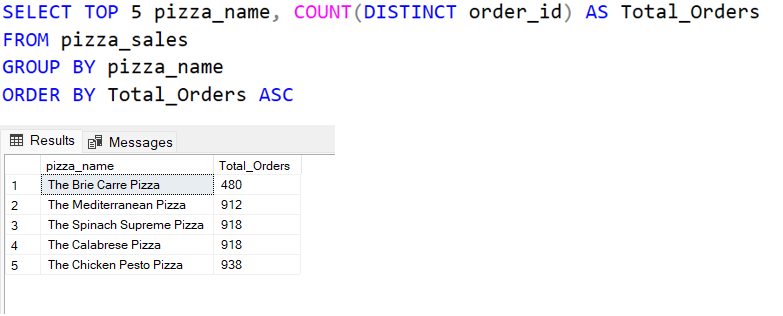 SELECT TOP 5 pizza_name, COUNT(DISTINCT order_id) AS Total_Orders
FROM pizza_sales
GROUP BY pizza_name
ORDER BY Total_Orders ASC
Results Messages
pizza_name Total_Orders
1 The Brie Carre Pizza 480
2 The Mediterranean Pizza 912
3 The Spinach Supreme Pizza 918
4 The Calabrese Pizza 918
5 The Chicken Pesto Pizza 938